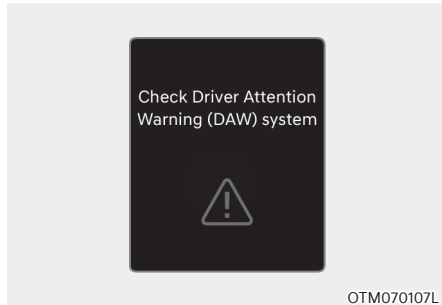 Check Driver Attention
Warning (DAW) system
OTM070107L